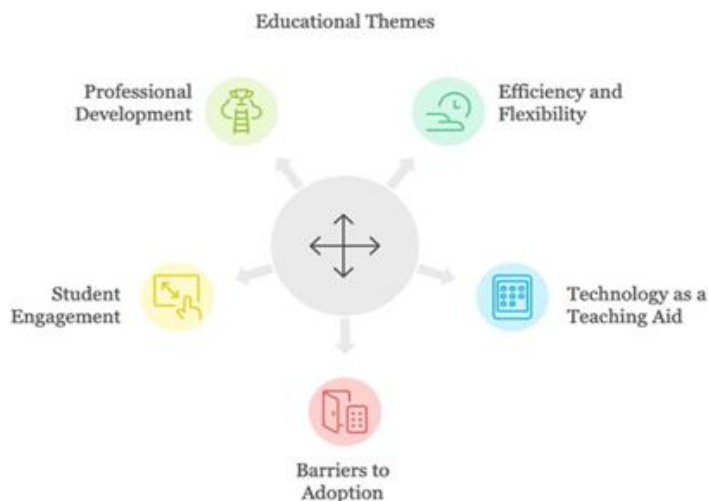 Educational Themes
Professional
Development
Efficiency and
Flexibility
Student
Engagement
Technology as a
Teaching Aid
Barriers to
Adoption